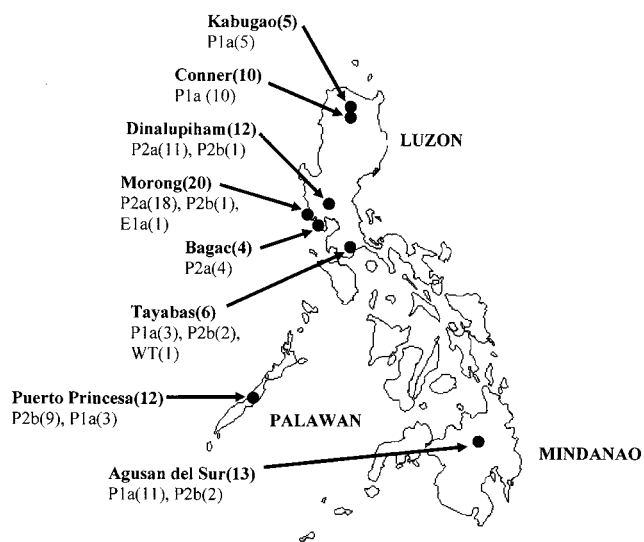 Kabugao(5)
P1a(5)
Conner(10)
P1a (10)
LUZON
Dinalupiham(12)
P2a(11), P2b(1)
Morong(20)
P2a(18), P2b(1),
E1a(1)
Bagac(4)
P2a(4)
Tayabas(6)
P1a(3), P2b(2),
WT(1)
Puerto Princesa(12)
P2b(9), P1a(3)
PALAWAN
MINDANAO
Agusan del Sur(13)
P1a(11), P2b(2)